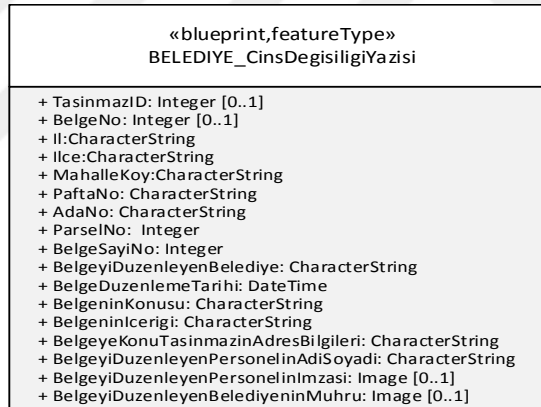 «blueprint,featureType»
BELEDIYE_CinsDegisiligiYazisi
+ TasinmazID: Integer [0..1]
+ BelgeNo: Integer [0..1]
+ Il:CharacterString
+ Ilce:CharacterString
+ MahalleKoy:CharacterString
+ PaftaNo: CharacterString
+ AdaNo: CharacterString
+ ParselNo:  Integer
+ BelgeSayiNo: Integer
+ BelgeyiDuzenleyenBelediye: CharacterString
+ BelgeDuzenlemeTarihi: DateTime
+ BelgeninKonusu: CharacterString
+ BelgeninIcerigi: CharacterString
+ BelgeyeKonuTasinmazinAdresBilgileri: CharacterString
+ BelgeyiDuzenleyenPersonelinAdiSoyadi: CharacterString
+ BelgeyiDuzenleyenPersonelinImzasi: Image [0..1]
+ BelgeyiDuzenleyenBelediyeninMuhru: Image [0..1]